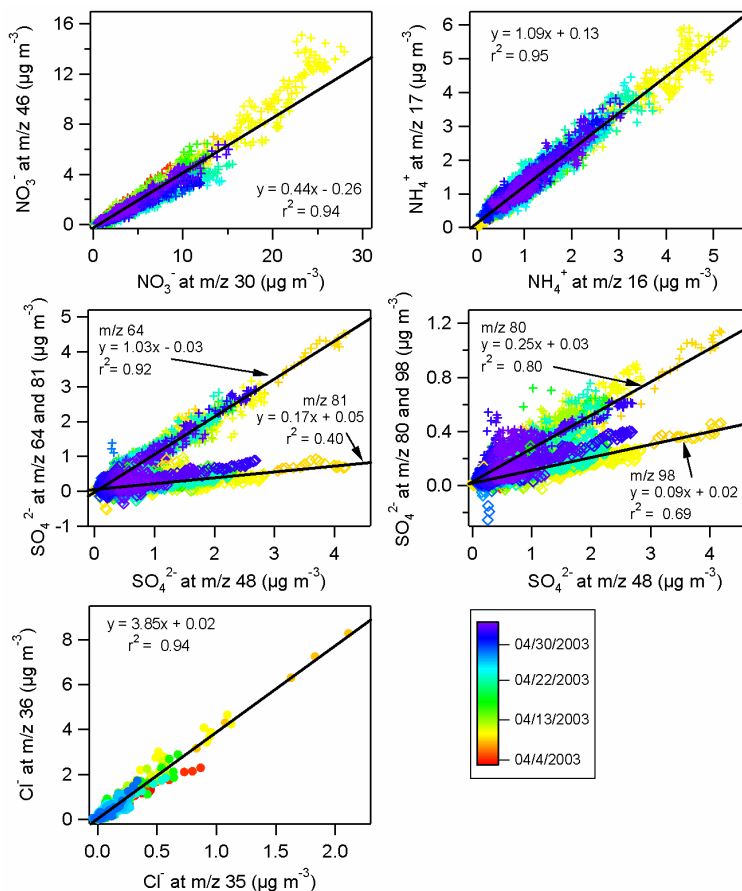 16
12
8
4
0
NO₃⁻ at m/z 46 (µg m⁻³)
y = 0.44x - 0.26
r² = 0.94
0
10
20
30
NO₃⁻ at m/z 30 (µg m⁻³)
6
5
4
3
2
1
0
NH₄⁺ at m/z 17 (µg m⁻³)
y = 1.09x + 0.13
r² = 0.95
0
1
2
3
4
5
NH₄⁺ at m/z 16 (µg m⁻³)
5
4
3
2
1
0
-1
SO₄²⁻ at m/z 64 and 81 (µg m⁻³)
m/z 64
y = 1.03x - 0.03
r² = 0.92
m/z 81
y = 0.17x + 0.05
r² = 0.40
0
1
2
3
4
SO₄²⁻ at m/z 48 (µg m⁻³)
1.2
0.8
0.4
0.0
SO₄²⁻ at m/z 80 and 98 (µg m⁻³)
m/z 80
y = 0.25x + 0.03
r² = 0.80
m/z 98
y = 0.09x + 0.02
r² = 0.69
0
1
2
3
4
SO₄²⁻ at m/z 48 (µg m⁻³)
8
6
4
2
0
Cl⁻ at m/z 36 (µg m⁻³)
y = 3.85x + 0.02
r² = 0.94
0.0
0.5
1.0
1.5
2.0
Cl⁻ at m/z 35 (µg m⁻³)
04/30/2003
04/22/2003
04/13/2003
04/4/2003